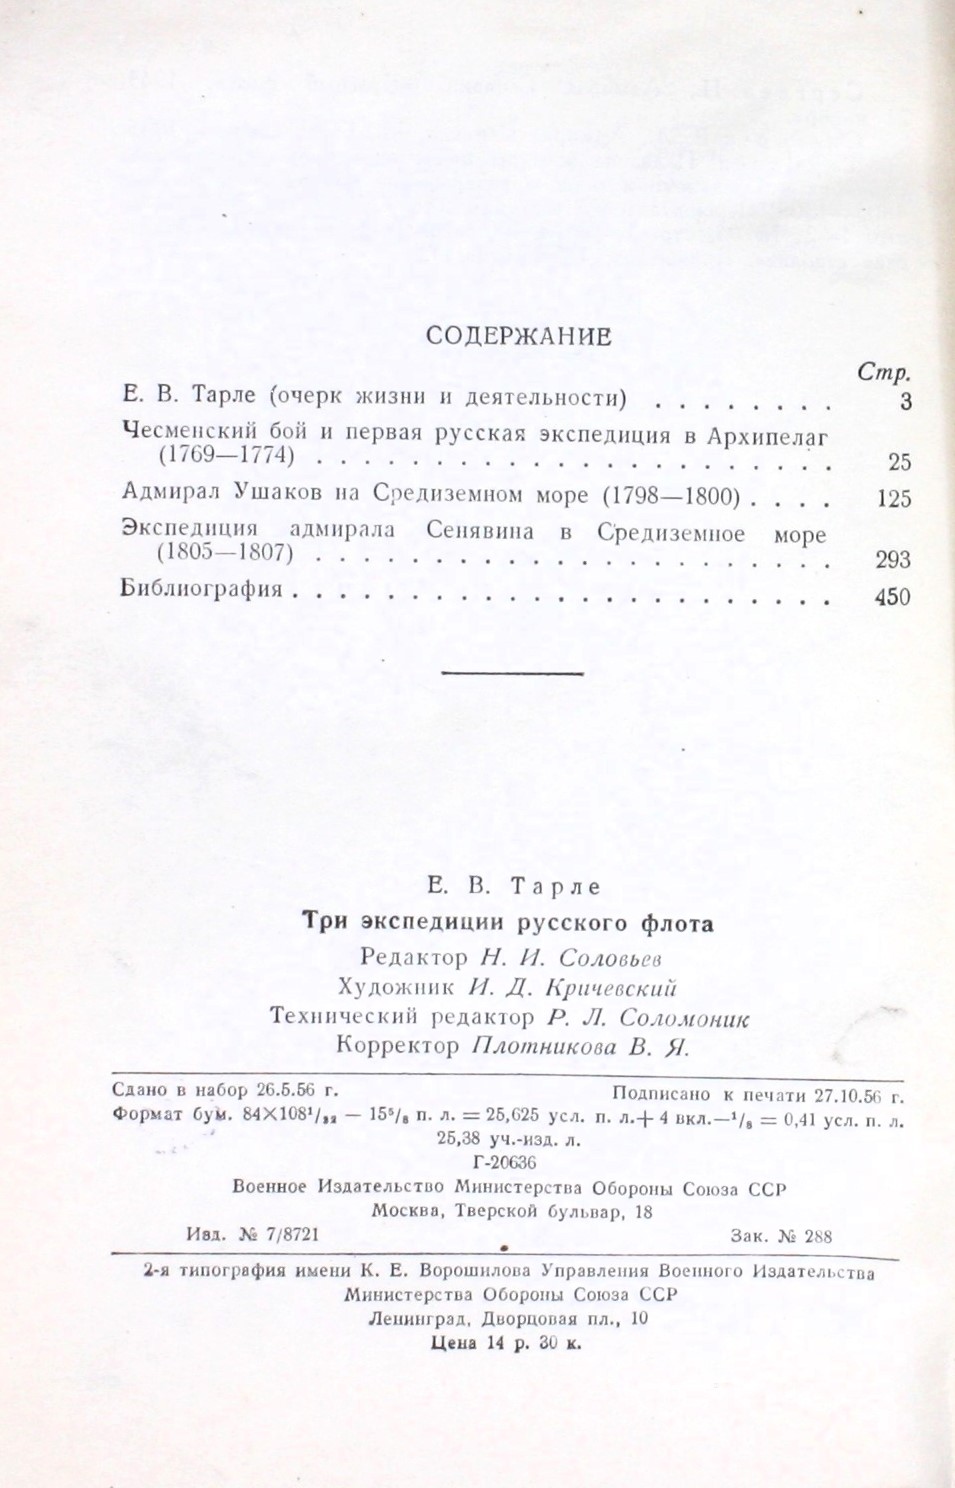 СОДЕРЖАНИЕ
Стр.
Е. В. Тарле (очерк жизни и деятельности) . . . . . . . . 3
Чесменский бой и первая русская экспедиция в Архипелаг
(1769—1774) . . . . . . . . . . . . . . . . . . . . . . 25
Адмирал Ушаков на Средиземном море (1798—1800) . . . . 125
Экспедиция адмирала Сенявина в Средиземное море
(1805—1807) . . . . . . . . . . . . . . . . . . . . . . 293
Библиография . . . . . . . . . . . . . . . . . . . . . . . 450
Е. В. Тарле
Три экспедиции русского флота
Редактор Н. И. Соловьев
Художник И. Д. Кричевский
Технический редактор Р. Л. Соломоник
Корректор Плотникова В. Я.
Сдано в набор 26.5.56 г. Подписано к печати 27.10.56 г.
Формат бум. 84X108¹/₃₂ — 15⁵/₈ п. л. = 25,625 усл. п. л.+ 4 вкл.—¹/₈ = 0,41 усл. п. л.
25,38 уч.-изд. л.
Г-20636
Военное Издательство Министерства Обороны Союза ССР
Москва, Тверской бульвар, 18
Изд. № 7/8721 Зак. № 288
2-я типография имени К. Е. Ворошилова Управления Военного Издательства
Министерства Обороны Союза ССР
Ленинград, Дворцовая пл., 10
Цена 14 р. 30 к.